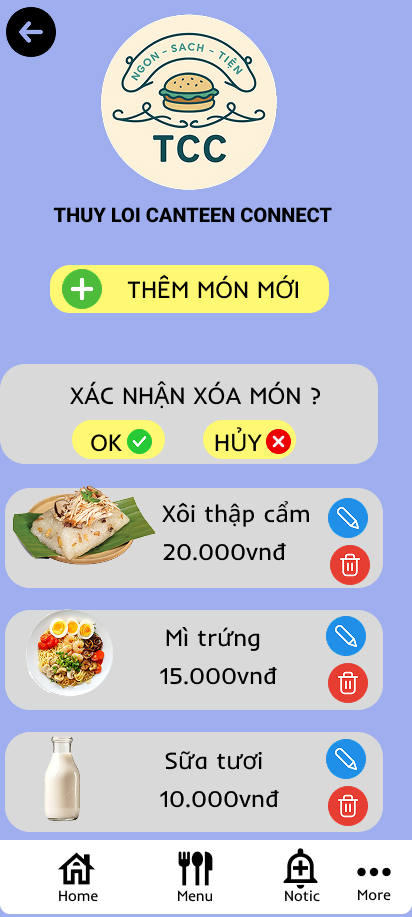 NGON - SẠCH - TIỆN
TCC
THUY LOI CANTEEN CONNECT
THÊM MÓN MỚI
XÁC NHẬN XÓA MÓN ?
OK
HỦY
Xôi thập cẩm
20.000vnđ
Mì trứng
15.000vnđ
Sữa tươi
10.000vnđ
Home
Menu
Notic
More